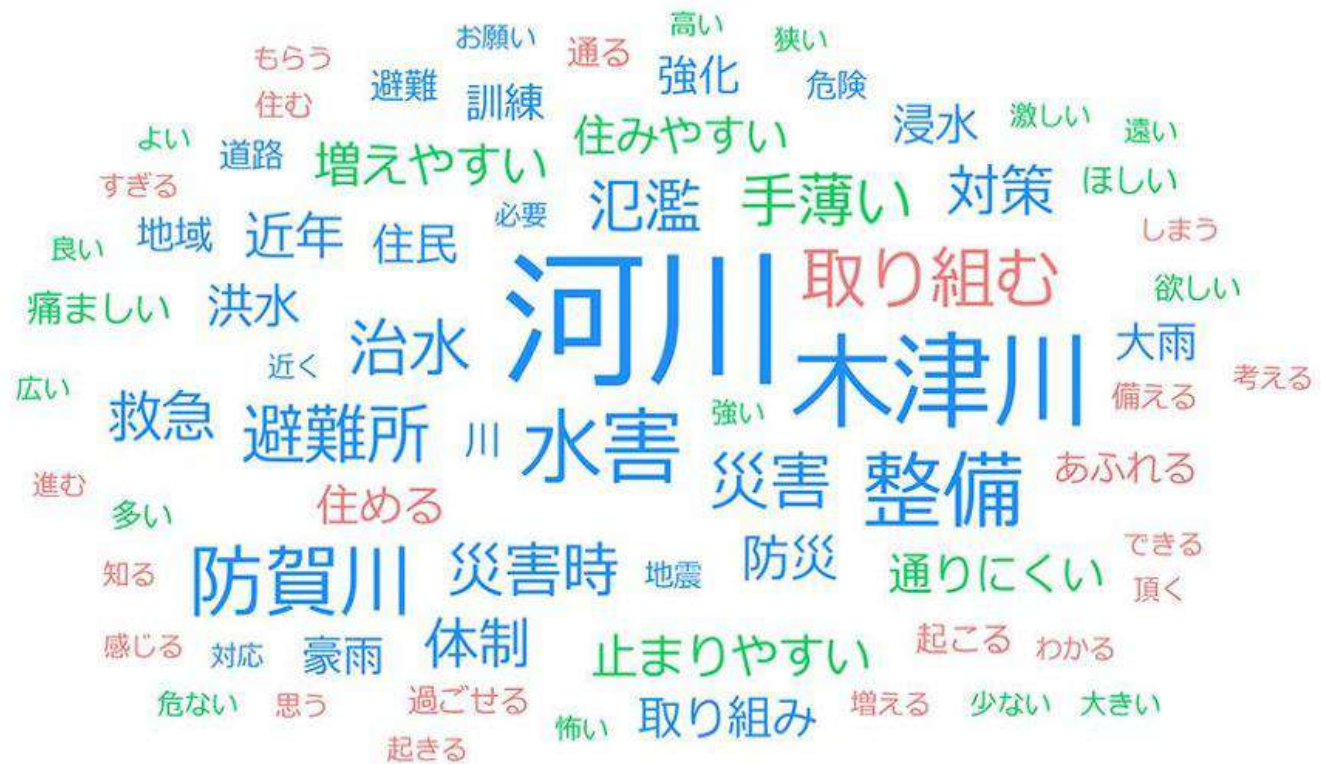 高い
お願い 通る 狭い
もらう 強化
避難 訓練 危険
住む 激しい
よい 道路 増えやすい 住みやすい 浸水 遠い
すぎる 氾濫 手薄い 対策 ほしい
地域 近年 住民 必要 しまう
良い 取り組む 欲しい
痛ましい 洪水 治水 河川 木津川 大雨
近く 考える
広い 備える
救急 避難所 川 水害 強い
災害 整備 あふれる
進む 住める
多い できる
知る 防賀川 災害時 地震 防災 通りにくい 頂く
感じる 対応 豪雨 体制 止まりやすい 起こる わかる
危ない 思う 過ごせる 怖い 取り組み 増える 少ない 大きい
起きる